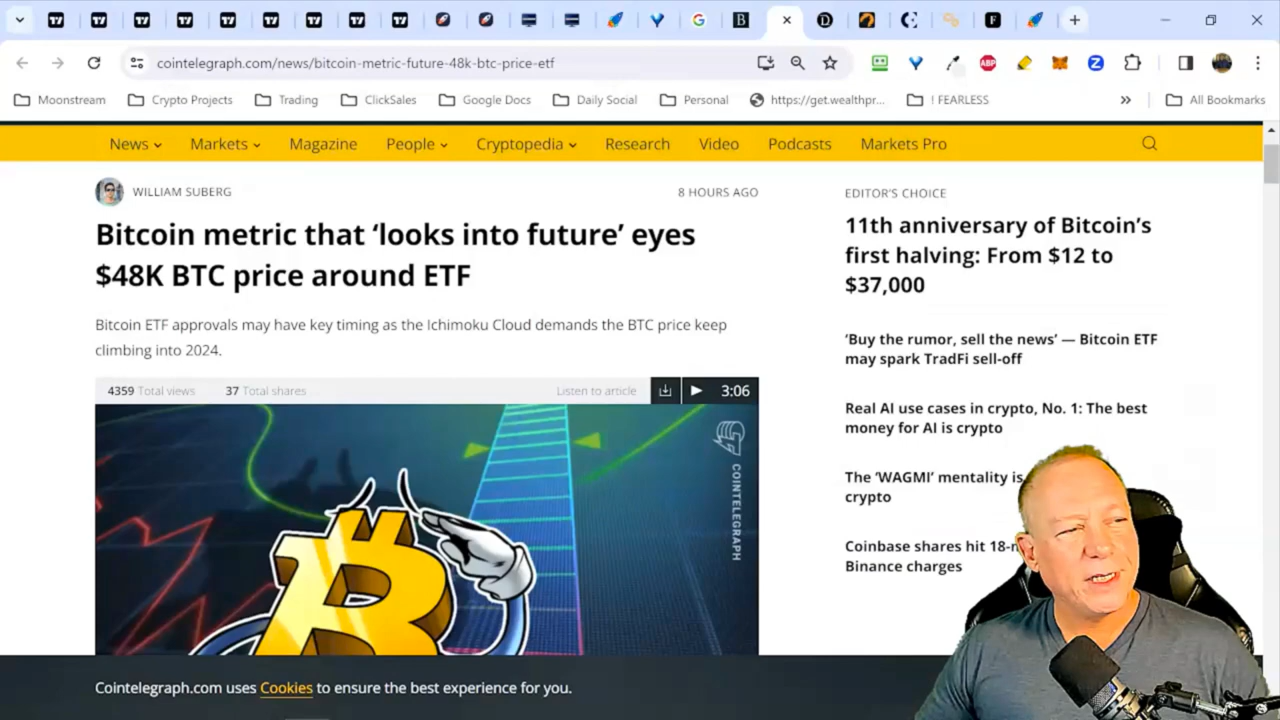 cointelegraph.com/news/bitcoin-metric-future-48k-btc-price-etf
Moonstream Crypto Projects Trading ClickSales Google Docs Daily Social Personal https://get.wealthpr... ! FEARLESS » All Bookmarks
News Markets Magazine People Cryptopedia Research Video Podcasts Markets Pro
WILLIAM SUBERG 8 HOURS AGO
Bitcoin metric that ‘looks into future’ eyes
$48K BTC price around ETF
Bitcoin ETF approvals may have key timing as the Ichimoku Cloud demands the BTC price keep
climbing into 2024.
4359 Total views 37 Total shares Listen to article 3:06
COINTELEGRAPH
EDITOR'S CHOICE
11th anniversary of Bitcoin’s
first halving: From $12 to
$37,000
‘Buy the rumor, sell the news’ — Bitcoin ETF
may spark TradFi sell-off
Real AI use cases in crypto, No. 1: The best
money for AI is crypto
The ‘WAGMI’ mentality is
crypto
Coinbase shares hit 18-
Binance charges
Cointelegraph.com uses Cookies to ensure the best experience for you.